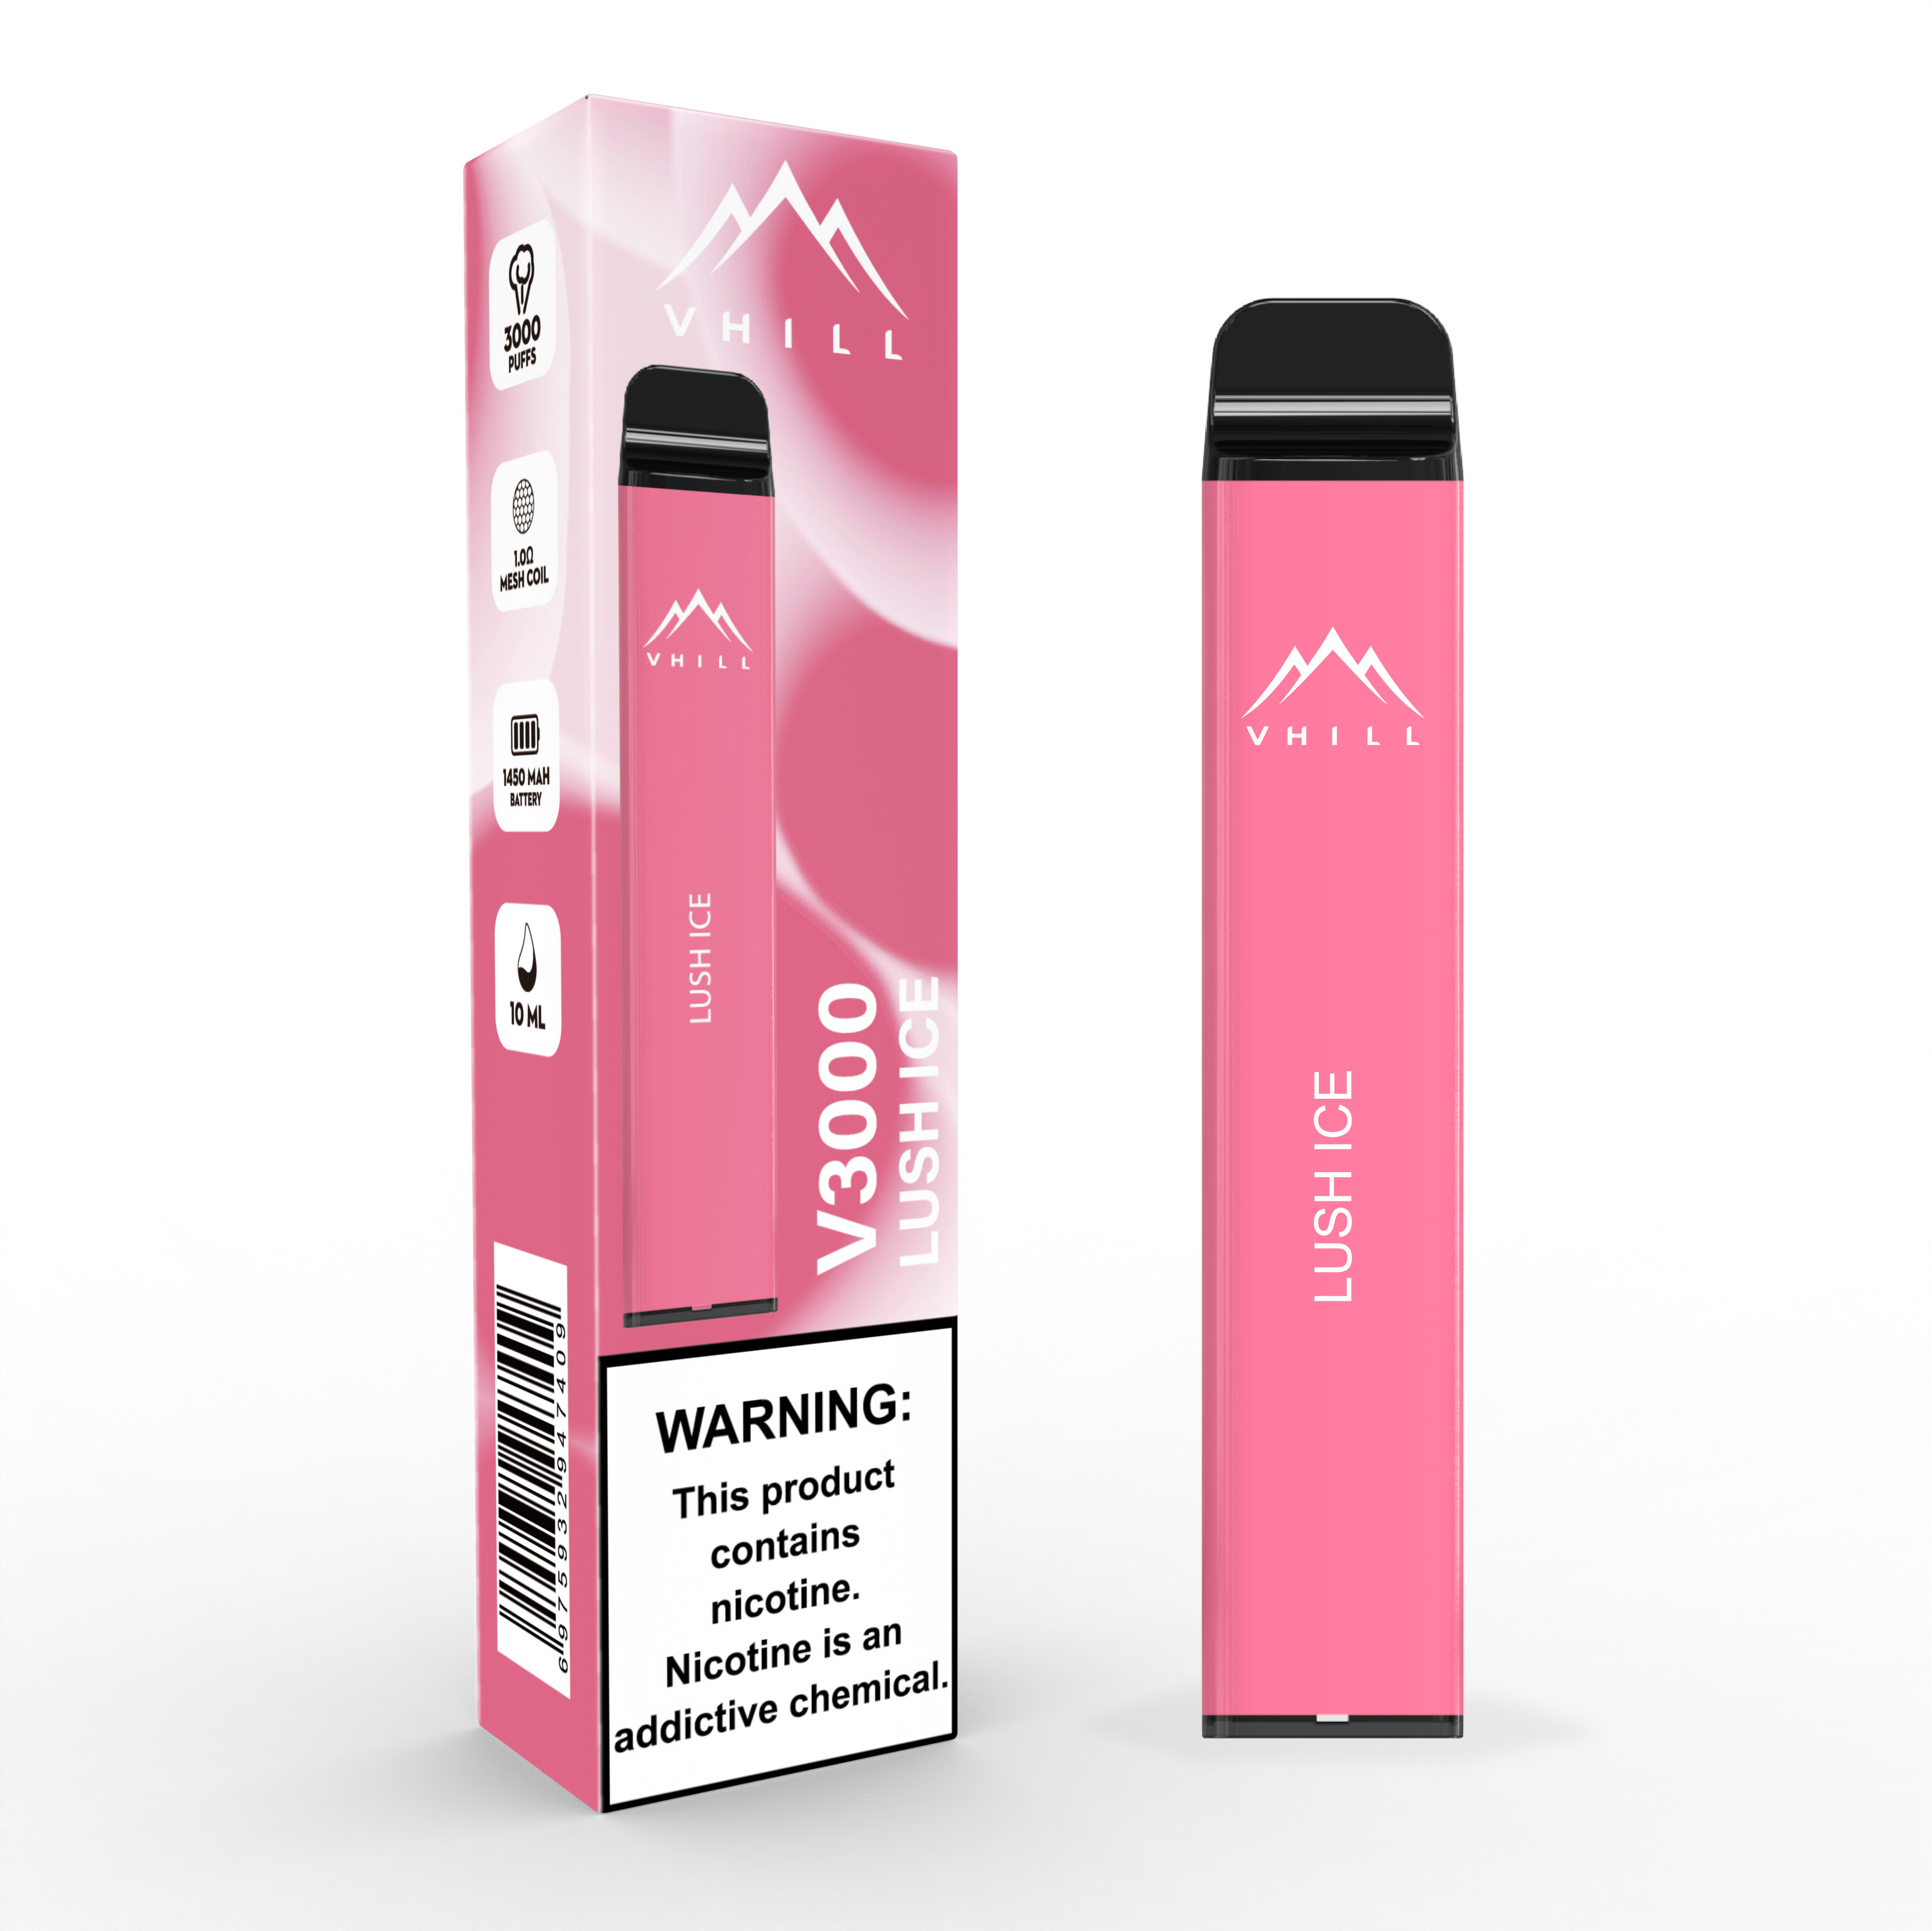 VHILL
3000
PUFFS
1.0Ω
MESH COIL
1450 MAH
BATTERY
10 ML
6975932947409
VHILL
LUSH ICE
V3000
LUSH ICE
WARNING:
This product
contains
nicotine.
Nicotine is an
addictive chemical.
VHILL
LUSH ICE